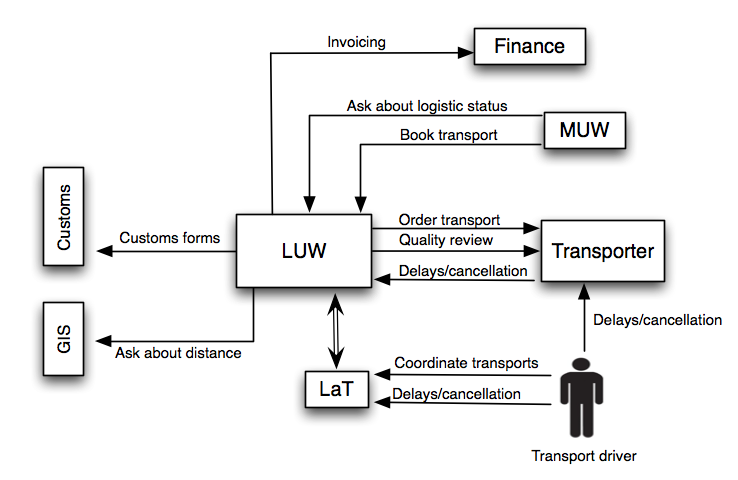 Invoicing
Finance
Ask about logistic status
MUW
Book transport
Customs
Order transport
Customs forms
Quality review
LUW
Transporter
Delays/cancellation
GIS
Delays/cancellation
Ask about distance
Coordinate transports
LaT
Delays/cancellation
Transport driver